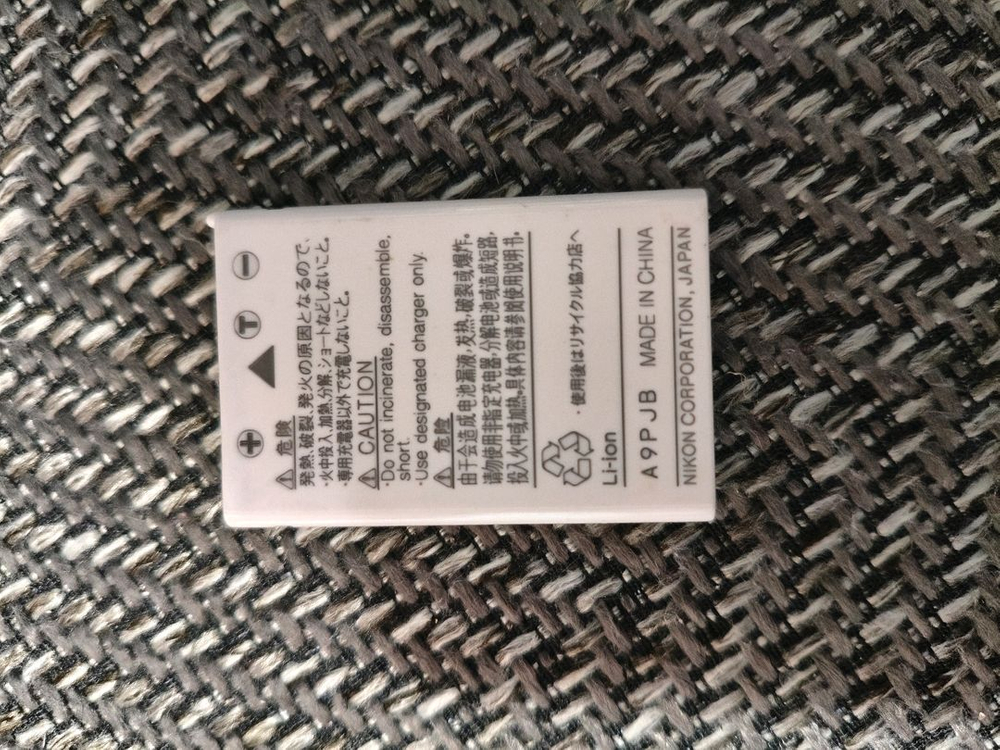 + T −
⚠ 危険
発熱、破裂、発火の原因となるので、
・火中投入、加熱、分解、ショートなどしないこと。
・専用充電器以外で充電しないこと。
⚠ CAUTION
・Do not incinerate, disassemble,
short.
・Use designated charger only.
⚠ 危险
由于会造成电池漏液、发热、破裂或爆炸。
请勿使用非指定充电器、分解电池或造成短路，
投入火中或加热。具体内容请参照使用说明书。
・使用後はリサイクル協力店へ
Li-ion
A9PJB MADE IN CHINA
NIKON CORPORATION, JAPAN